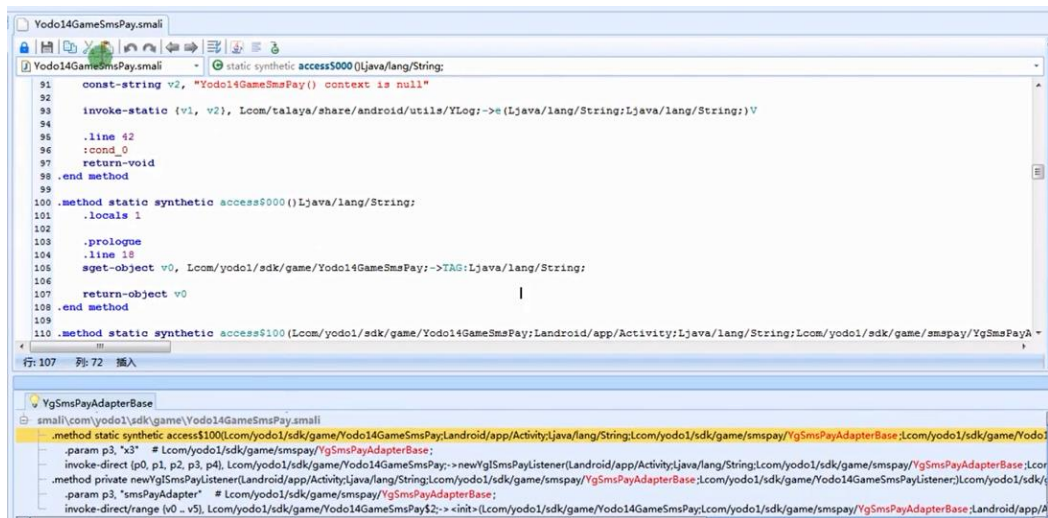 Yodo14GameSmsPay.smali
Yodo14GameSmsPay.smali static synthetic access$000()Ljava/lang/String;
91 const-string v2, "Yodo14GameSmsPay() context is null"
92
93 invoke-static {v1, v2}, Lcom/talaya/share/android/utils/YLog;->e(Ljava/lang/String;Ljava/lang/String;)V
94
95 .line 42
96 :cond_0
97 return-void
98 .end method
99
100 .method static synthetic access$000()Ljava/lang/String;
101 .locals 1
102
103 .prologue
104 .line 18
105 sget-object v0, Lcom/yodo1/sdk/game/Yodo14GameSmsPay;->TAG:Ljava/lang/String;
106
107 return-object v0
108 .end method
109
110 .method static synthetic access$100(Lcom/yodo1/sdk/game/Yodo14GameSmsPay;Landroid/app/Activity;Ljava/lang/String;Lcom/yodo1/sdk/game/smspay/YgSmsPayA
行: 107 列: 72 插入
YgSmsPayAdapterBase
smali\com\yodo1\sdk\game\Yodo14GameSmsPay.smali
.method static synthetic access$100(Lcom/yodo1/sdk/game/Yodo14GameSmsPay;Landroid/app/Activity;Ljava/lang/String;Lcom/yodo1/sdk/game/smspay/YgSmsPayAdapterBase;Lcom/yodo1/sdk/game/Yodo1
.param p3, "x3" # Lcom/yodo1/sdk/game/smspay/YgSmsPayAdapterBase;
invoke-direct {p0, p1, p2, p3, p4}, Lcom/yodo1/sdk/game/Yodo14GameSmsPay;->newYgISmsPayListener(Landroid/app/Activity;Ljava/lang/String;Lcom/yodo1/sdk/game/smspay/YgSmsPayAdapterBase;Lcor
.method private newYgISmsPayListener(Landroid/app/Activity;Ljava/lang/String;Lcom/yodo1/sdk/game/smspay/YgSmsPayAdapterBase;Lcom/yodo1/sdk/game/Yodo14GameSmsPayListener;)Lcom/yodo1/sdk/g
.param p3, "smsPayAdapter" # Lcom/yodo1/sdk/game/smspay/YgSmsPayAdapterBase;
invoke-direct/range {v0 .. v5}, Lcom/yodo1/sdk/game/Yodo14GameSmsPay$2;-><init>(Lcom/yodo1/sdk/game/Yodo14GameSmsPay;Lcom/yodo1/sdk/game/smspay/YgSmsPayAdapterBase;Landroid/app/A